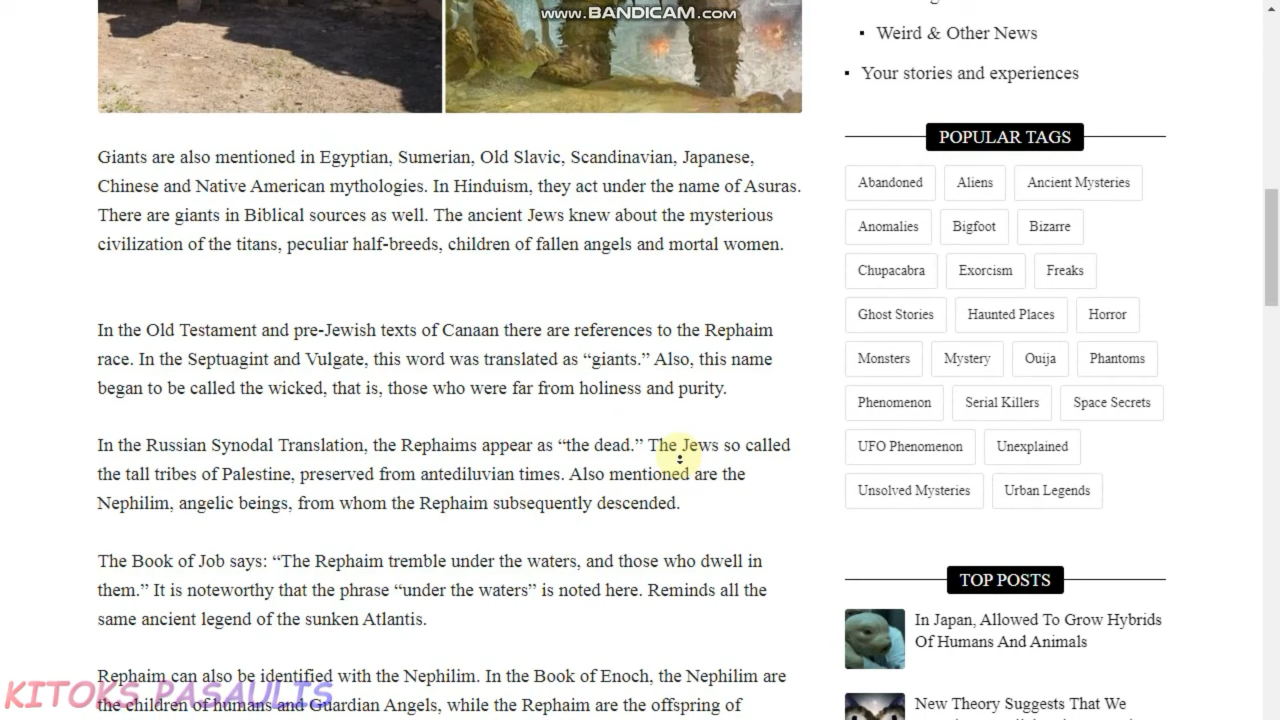 www.BANDICAM.com
Weird & Other News
Your stories and experiences
Giants are also mentioned in Egyptian, Sumerian, Old Slavic, Scandinavian, Japanese,
Chinese and Native American mythologies. In Hinduism, they act under the name of Asuras.
There are giants in Biblical sources as well. The ancient Jews knew about the mysterious
civilization of the titans, peculiar half-breeds, children of fallen angels and mortal women.
In the Old Testament and pre-Jewish texts of Canaan there are references to the Rephaim
race. In the Septuagint and Vulgate, this word was translated as “giants.” Also, this name
began to be called the wicked, that is, those who were far from holiness and purity.
In the Russian Synodal Translation, the Rephaims appear as “the dead.” The Jews so called
the tall tribes of Palestine, preserved from antediluvian times. Also mentioned are the
Nephilim, angelic beings, from whom the Rephaim subsequently descended.
The Book of Job says: “The Rephaim tremble under the waters, and those who dwell in
them.” It is noteworthy that the phrase “under the waters” is noted here. Reminds all the
same ancient legend of the sunken Atlantis.
Rephaim can also be identified with the Nephilim. In the Book of Enoch, the Nephilim are
the children of humans and Guardian Angels, while the Rephaim are the offspring of
KITOKS PASAULIS
POPULAR TAGS
Abandoned Aliens Ancient Mysteries
Anomalies Bigfoot Bizarre
Chupacabra Exorcism Freaks
Ghost Stories Haunted Places Horror
Monsters Mystery Ouija Phantoms
Phenomenon Serial Killers Space Secrets
UFO Phenomenon Unexplained
Unsolved Mysteries Urban Legends
TOP POSTS
In Japan, Allowed To Grow Hybrids
Of Humans And Animals
New Theory Suggests That We